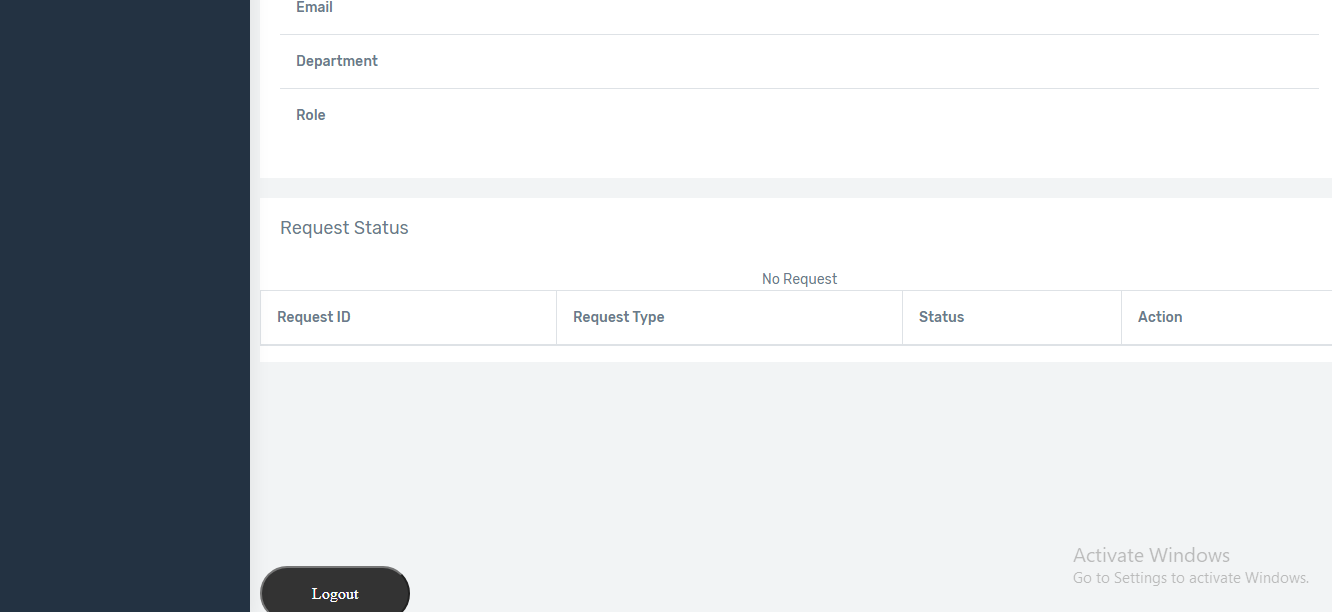 Email
Department
Role
Request Status
No Request
Request ID Request Type Status Action
Activate Windows
Go to Settings to activate Windows.
Logout